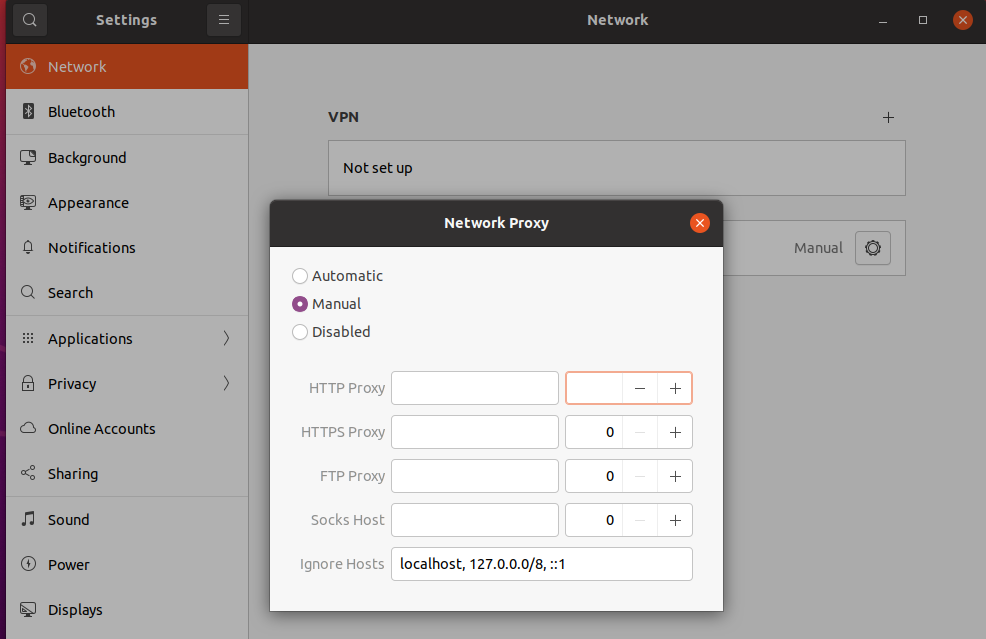 Settings
Network
Network
Bluetooth
Background
Appearance
Notifications
Search
Applications
Privacy
Online Accounts
Sharing
Sound
Power
Displays
VPN
Not set up
Manual
Network Proxy
Automatic
Manual
Disabled
HTTP Proxy
HTTPS Proxy 0
FTP Proxy 0
Socks Host 0
Ignore Hosts localhost, 127.0.0.0/8, ::1